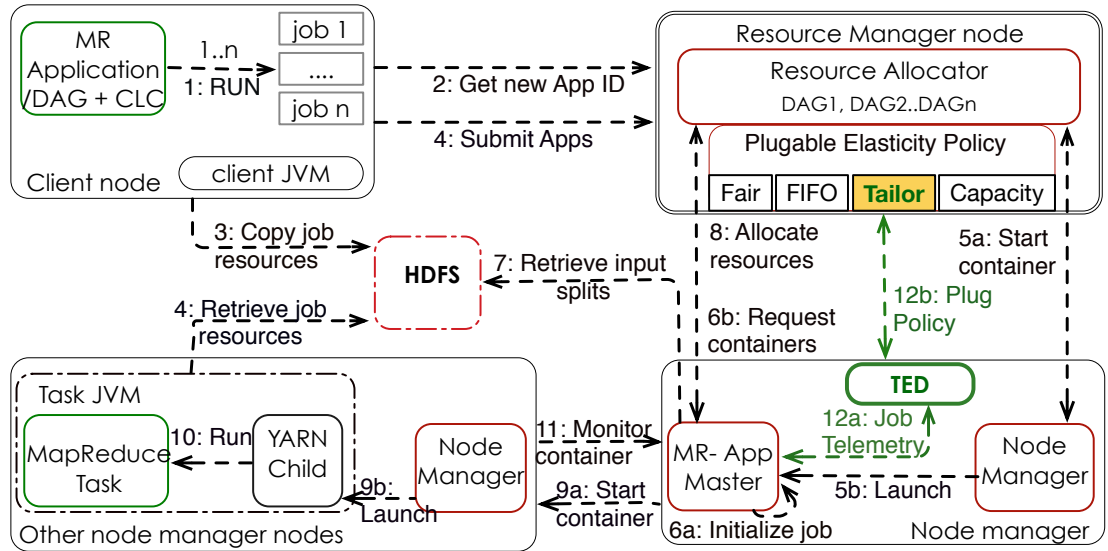 MR
Application
/DAG + CLC
1..n
1: RUN
job 1
....
job n
client JVM
Client node
2: Get new App ID
4: Submit Apps
Resource Manager node
Resource Allocator
DAG1, DAG2..DAGn
Plugable Elasticity Policy
Fair
FIFO
Tailor
Capacity
3: Copy job
resources
HDFS
7: Retrieve input
splits
8: Allocate
resources
5a: Start
container
12b: Plug
Policy
4: Retrieve job
resources
6b: Request
containers
Task JVM
MapReduce
Task
10: Run
YARN
Child
9b:
Launch
Node
Manager
Other node manager nodes
11: Monitor
container
9a: Start
container
TED
12a: Job
Telemetry
MR- App
Master
5b: Launch
Node
Manager
6a: Initialize job
Node manager